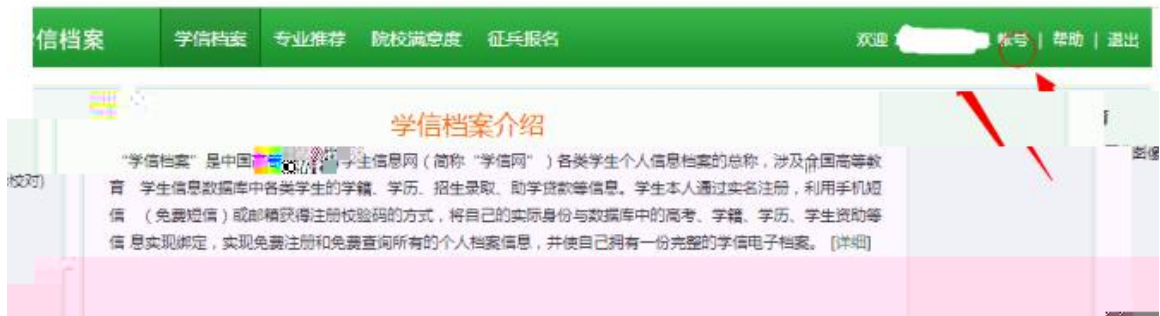 信档案 学信档案 专业推荐 院校满意度 征兵报名 欢迎 帐号 | 帮助 | 退出
学信档案介绍
"学信档案"是中国高 学生信息网(简称"学信网")各类学生个人信息档案的总称,涉及全国高等教
育 学生信息数据库中各类学生的学籍、学历、招生录取、助学贷款等信息。学生本人通过实名注册,利用手机短
信 (免费短信)或邮箱获得注册校验码的方式,将自己的实际身份与数据库中的高考、学籍、学历、学生资助等
信 息实现绑定,实现免费注册和免费查询所有的个人档案信息,并使自己拥有一份完整的学信电子档案。 [详细]
校对)
图像